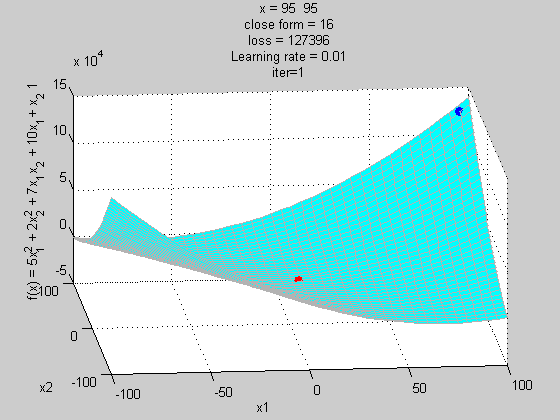 x = 95 95
close form = 16
loss = 127396
Learning rate = 0.01
iter=1
x 10^4
15
10
5
0
-5
f(x) = 5x_1^2 + 2x_2^2 + 7x_1x_2 + 10x_1 + x_2 1
100
0
-100
x2
-100
-50
0
50
100
x1